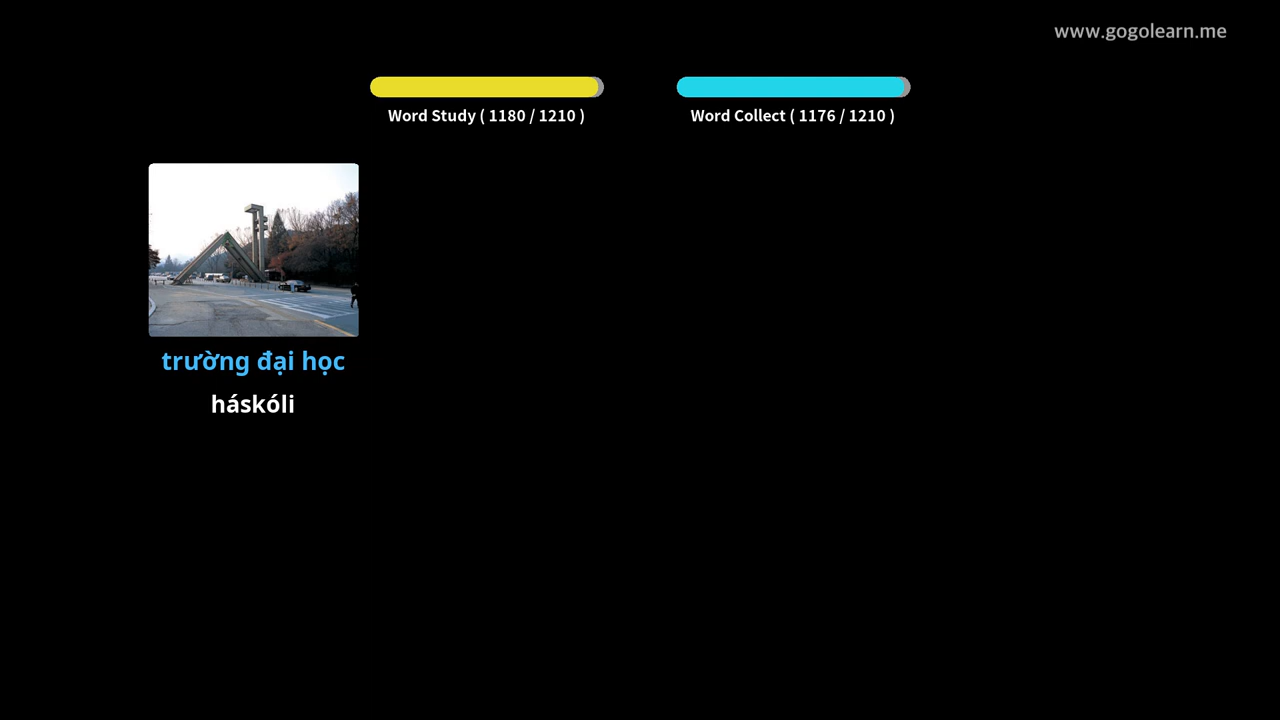 www.gogolearn.me
Word Study ( 1180 / 1210 )
Word Collect ( 1176 / 1210 )
trường đại học
háskóli